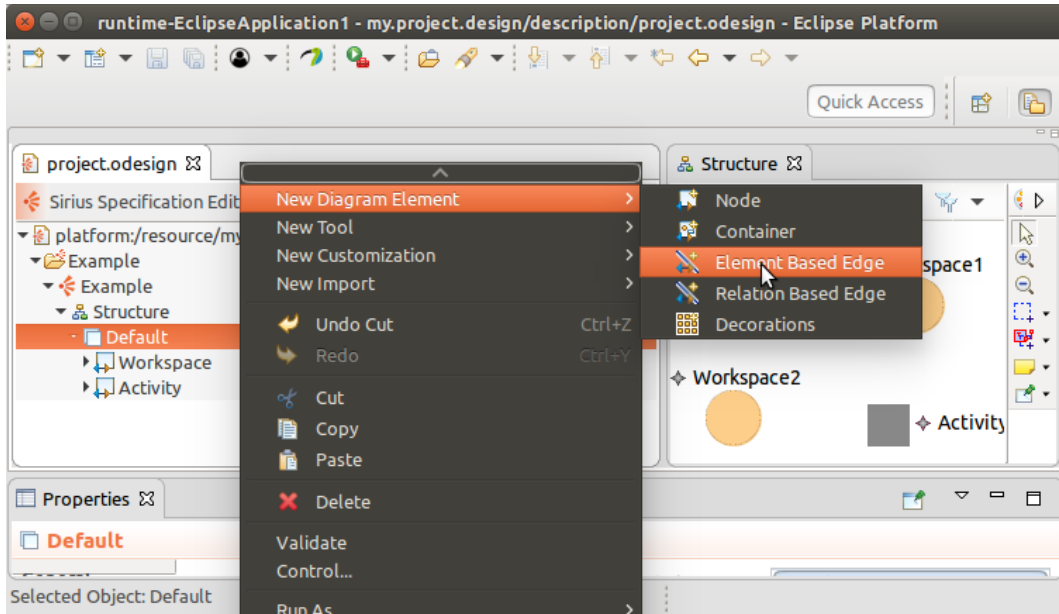 runtime-EclipseApplication1 - my.project.design/description/project.odesign - Eclipse Platform
Quick Access
project.odesign
Structure
Sirius Specification Edit
platform:/resource/my
Example
Example
Structure
Default
Workspace
Activity
New Diagram Element
New Tool
New Customization
New Import
Undo Cut Ctrl+Z
Redo Ctrl+Y
Cut
Copy
Paste
Delete
Validate
Control...
Run As
Node
Container
Element Based Edge
Relation Based Edge
Decorations
space1
Workspace2
Activity
Properties
Default
Selected Object: Default